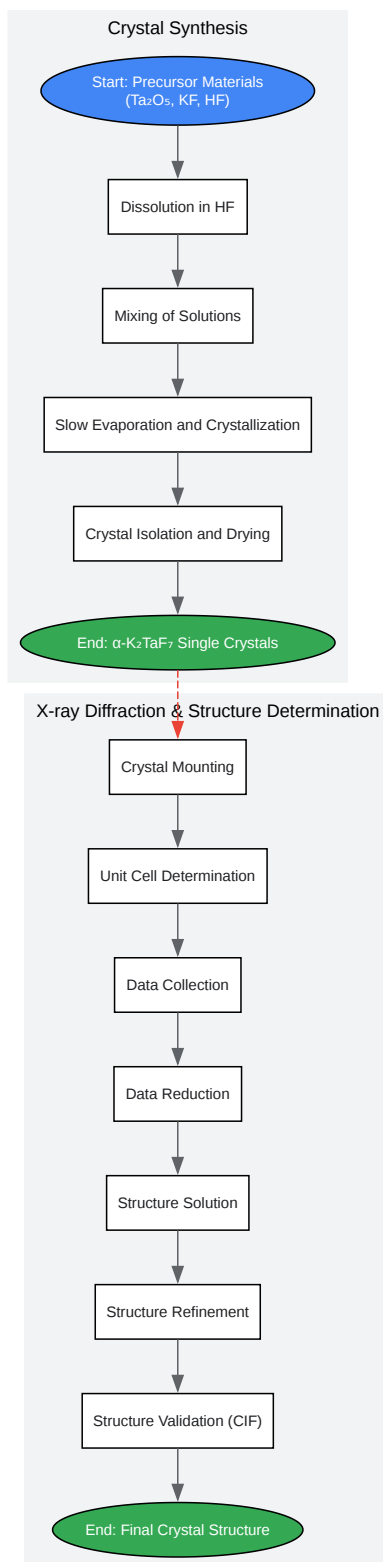 Crystal Synthesis
Start: Precursor Materials
(Ta₂O₅, KF, HF)
Dissolution in HF
Mixing of Solutions
Slow Evaporation and Crystallization
Crystal Isolation and Drying
End: α-K₂TaF₇ Single Crystals
X-ray Diffraction & Structure Determination
Crystal Mounting
Unit Cell Determination
Data Collection
Data Reduction
Structure Solution
Structure Refinement
Structure Validation (CIF)
End: Final Crystal Structure